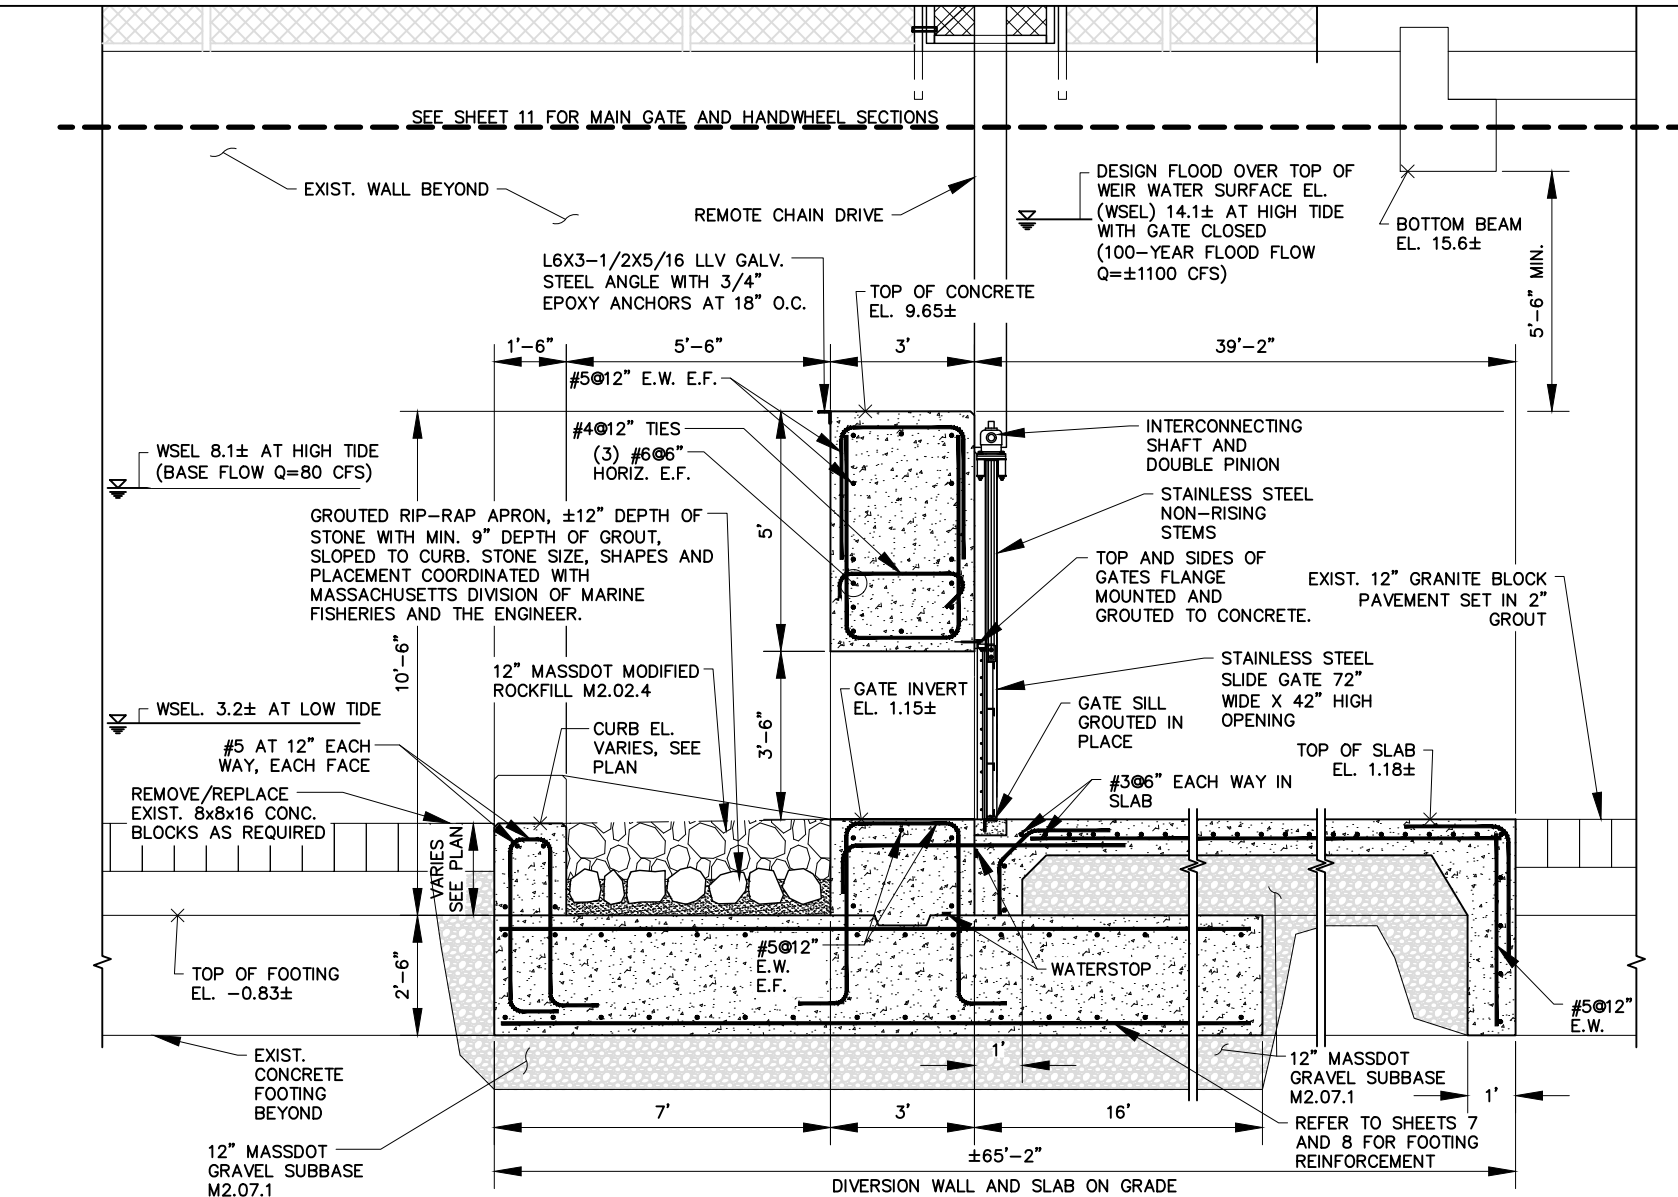 SEE SHEET 11 FOR MAIN GATE AND HANDWHEEL SECTIONS
EXIST. WALL BEYOND
REMOTE CHAIN DRIVE
DESIGN FLOOD OVER TOP OF
WEIR WATER SURFACE EL.
(WSEL) 14.1± AT HIGH TIDE
WITH GATE CLOSED
(100-YEAR FLOOD FLOW
Q=±1100 CFS)
BOTTOM BEAM
EL. 15.6±
5'-6" MIN.
L6X3-1/2X5/16 LLV GALV.
STEEL ANGLE WITH 3/4"
EPOXY ANCHORS AT 18" O.C.
TOP OF CONCRETE
EL. 9.65±
1'-6"
5'-6"
3'
39'-2"
#5@12" E.W. E.F.
#4@12" TIES
(3) #6@6"
HORIZ. E.F.
INTERCONNECTING
SHAFT AND
DOUBLE PINION
WSEL 8.1± AT HIGH TIDE
(BASE FLOW Q=80 CFS)
STAINLESS STEEL
NON-RISING
STEMS
GROUTED RIP-RAP APRON, ±12" DEPTH OF
STONE WITH MIN. 9" DEPTH OF GROUT,
SLOPED TO CURB. STONE SIZE, SHAPES AND
PLACEMENT COORDINATED WITH
MASSACHUSETTS DIVISION OF MARINE
FISHERIES AND THE ENGINEER.
5'
TOP AND SIDES OF
GATES FLANGE
MOUNTED AND
GROUTED TO CONCRETE.
EXIST. 12" GRANITE BLOCK
PAVEMENT SET IN 2"
GROUT
10'-6"
12" MASSDOT MODIFIED
ROCKFILL M2.02.4
STAINLESS STEEL
SLIDE GATE 72"
WIDE X 42" HIGH
OPENING
GATE INVERT
EL. 1.15±
GATE SILL
GROUTED IN
PLACE
WSEL. 3.2± AT LOW TIDE
CURB EL.
VARIES, SEE
PLAN
3'-6"
#5 AT 12" EACH
WAY, EACH FACE
TOP OF SLAB
EL. 1.18±
#3@6" EACH WAY IN
SLAB
REMOVE/REPLACE
EXIST. 8x8x16 CONC.
BLOCKS AS REQUIRED
VARIES
SEE PLAN
#5@12"
E.W.
E.F.
WATERSTOP
TOP OF FOOTING
EL. -0.83±
2'-6"
#5@12"
E.W.
EXIST.
CONCRETE
FOOTING
BEYOND
1'
12" MASSDOT
GRAVEL SUBBASE
M2.07.1
1'
7'
3'
16'
REFER TO SHEETS 7
AND 8 FOR FOOTING
REINFORCEMENT
12" MASSDOT
GRAVEL SUBBASE
M2.07.1
±65'-2"
DIVERSION WALL AND SLAB ON GRADE